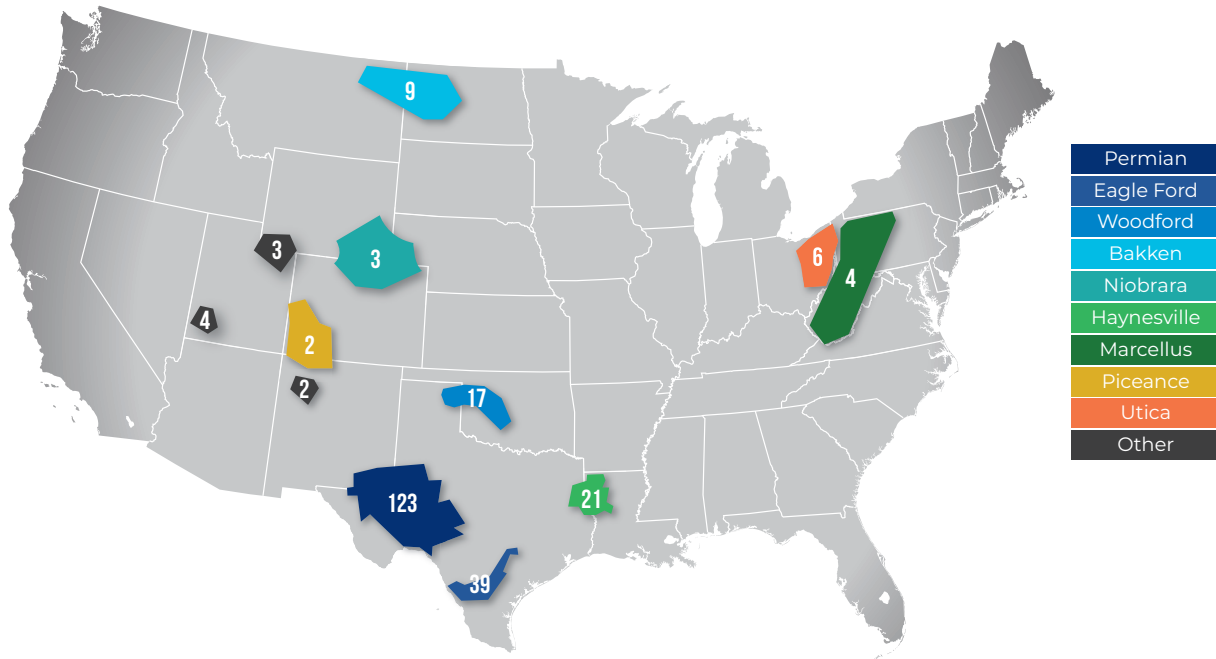 9
3
3
6
4
4
2
2
17
123
21
39
Permian
Eagle Ford
Woodford
Bakken
Niobrara
Haynesville
Marcellus
Piceance
Utica
Other